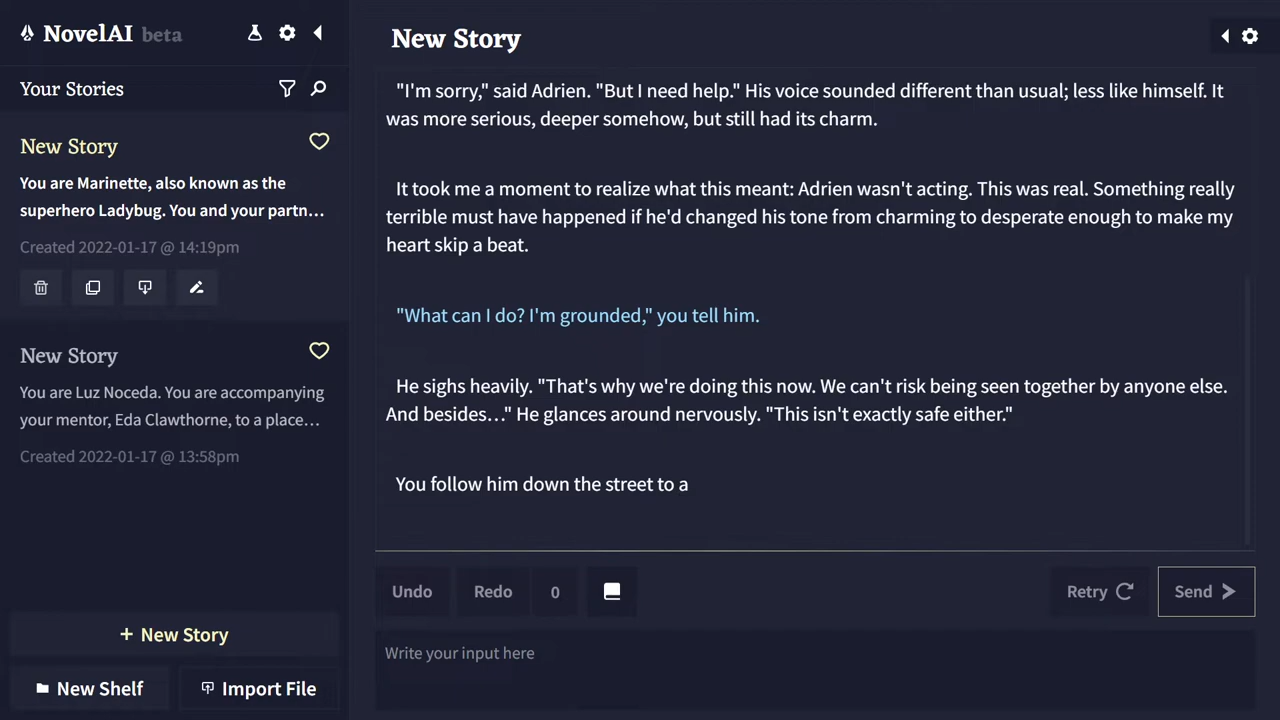 NovelAI beta
Your Stories
New Story
You are Marinette, also known as the
superhero Ladybug. You and your partn...
Created 2022-01-17 @ 14:19pm
New Story
You are Luz Noceda. You are accompanying
your mentor, Eda Clawthorne, to a place...
Created 2022-01-17 @ 13:58pm
+ New Story
New Shelf
Import File
New Story
"I'm sorry," said Adrien. "But I need help." His voice sounded different than usual; less like himself. It
was more serious, deeper somehow, but still had its charm.
It took me a moment to realize what this meant: Adrien wasn't acting. This was real. Something really
terrible must have happened if he'd changed his tone from charming to desperate enough to make my
heart skip a beat.
"What can I do? I'm grounded," you tell him.
He sighs heavily. "That's why we're doing this now. We can't risk being seen together by anyone else.
And besides..." He glances around nervously. "This isn't exactly safe either."
You follow him down the street to a
Undo
Redo
0
Retry
Send
Write your input here